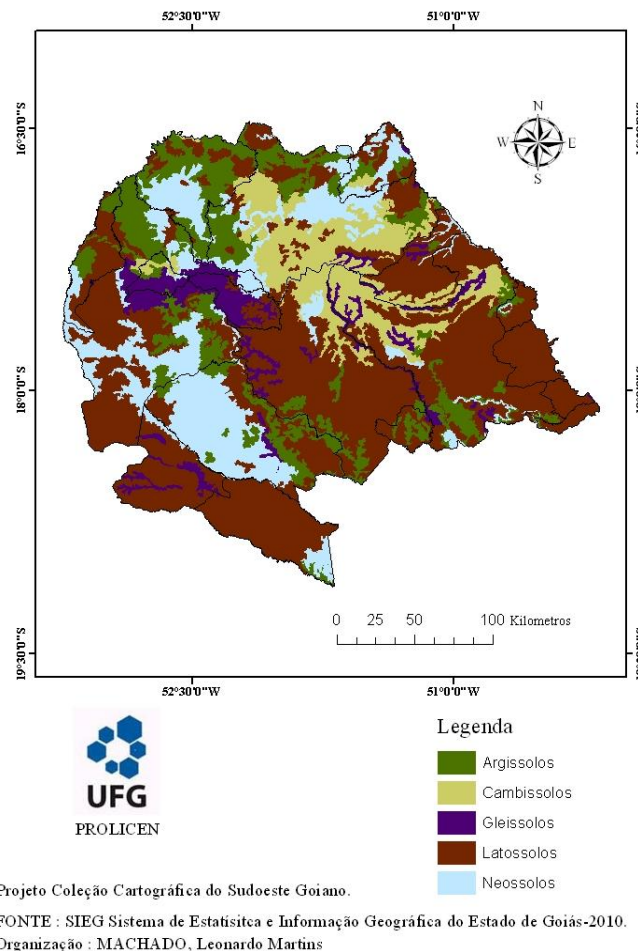 52°30'0"W 51°0'0"W
16°30'0"S
N
W E
S
18°0'0"S
0 25 50 100 Kilometros
19°30'0"S
52°30'0"W 51°0'0"W
UFG
PROLICEN
Legenda
Argissolos
Cambissolos
Gleissolos
Latossolos
Neossolos
Projeto Coleção Cartográfica do Sudoeste Goiano.
FONTE : SIEG Sistema de Estatísitca e Informação Geográfica do Estado de Goiás-2010.
Organização : MACHADO, Leonardo Martins